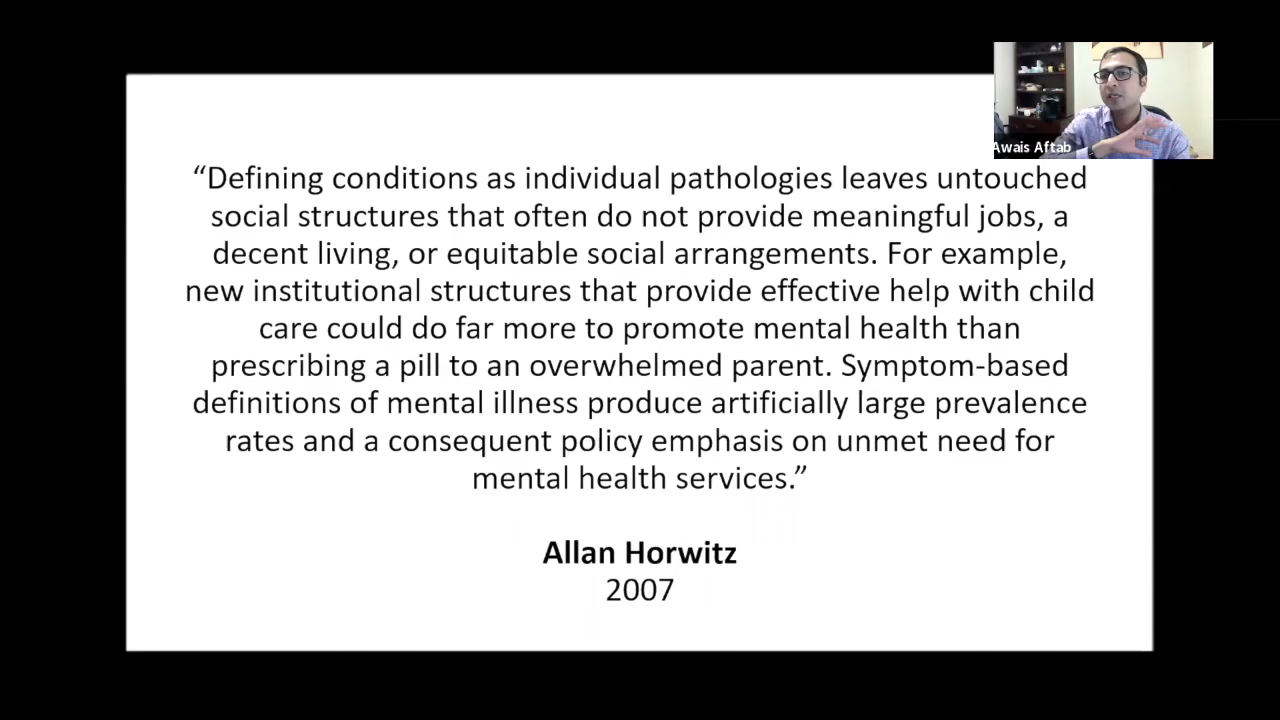 Awais Aftab
“Defining conditions as individual pathologies leaves untouched
social structures that often do not provide meaningful jobs, a
decent living, or equitable social arrangements. For example,
new institutional structures that provide effective help with child
care could do far more to promote mental health than
prescribing a pill to an overwhelmed parent. Symptom-based
definitions of mental illness produce artificially large prevalence
rates and a consequent policy emphasis on unmet need for
mental health services.”
Allan Horwitz
2007